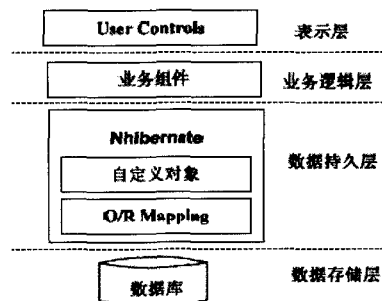 User Controls
表示层
业务组件
业务逻辑层
Nhibernate
自定义对象
数据持久层
O/R Mapping
数据库
数据存储层